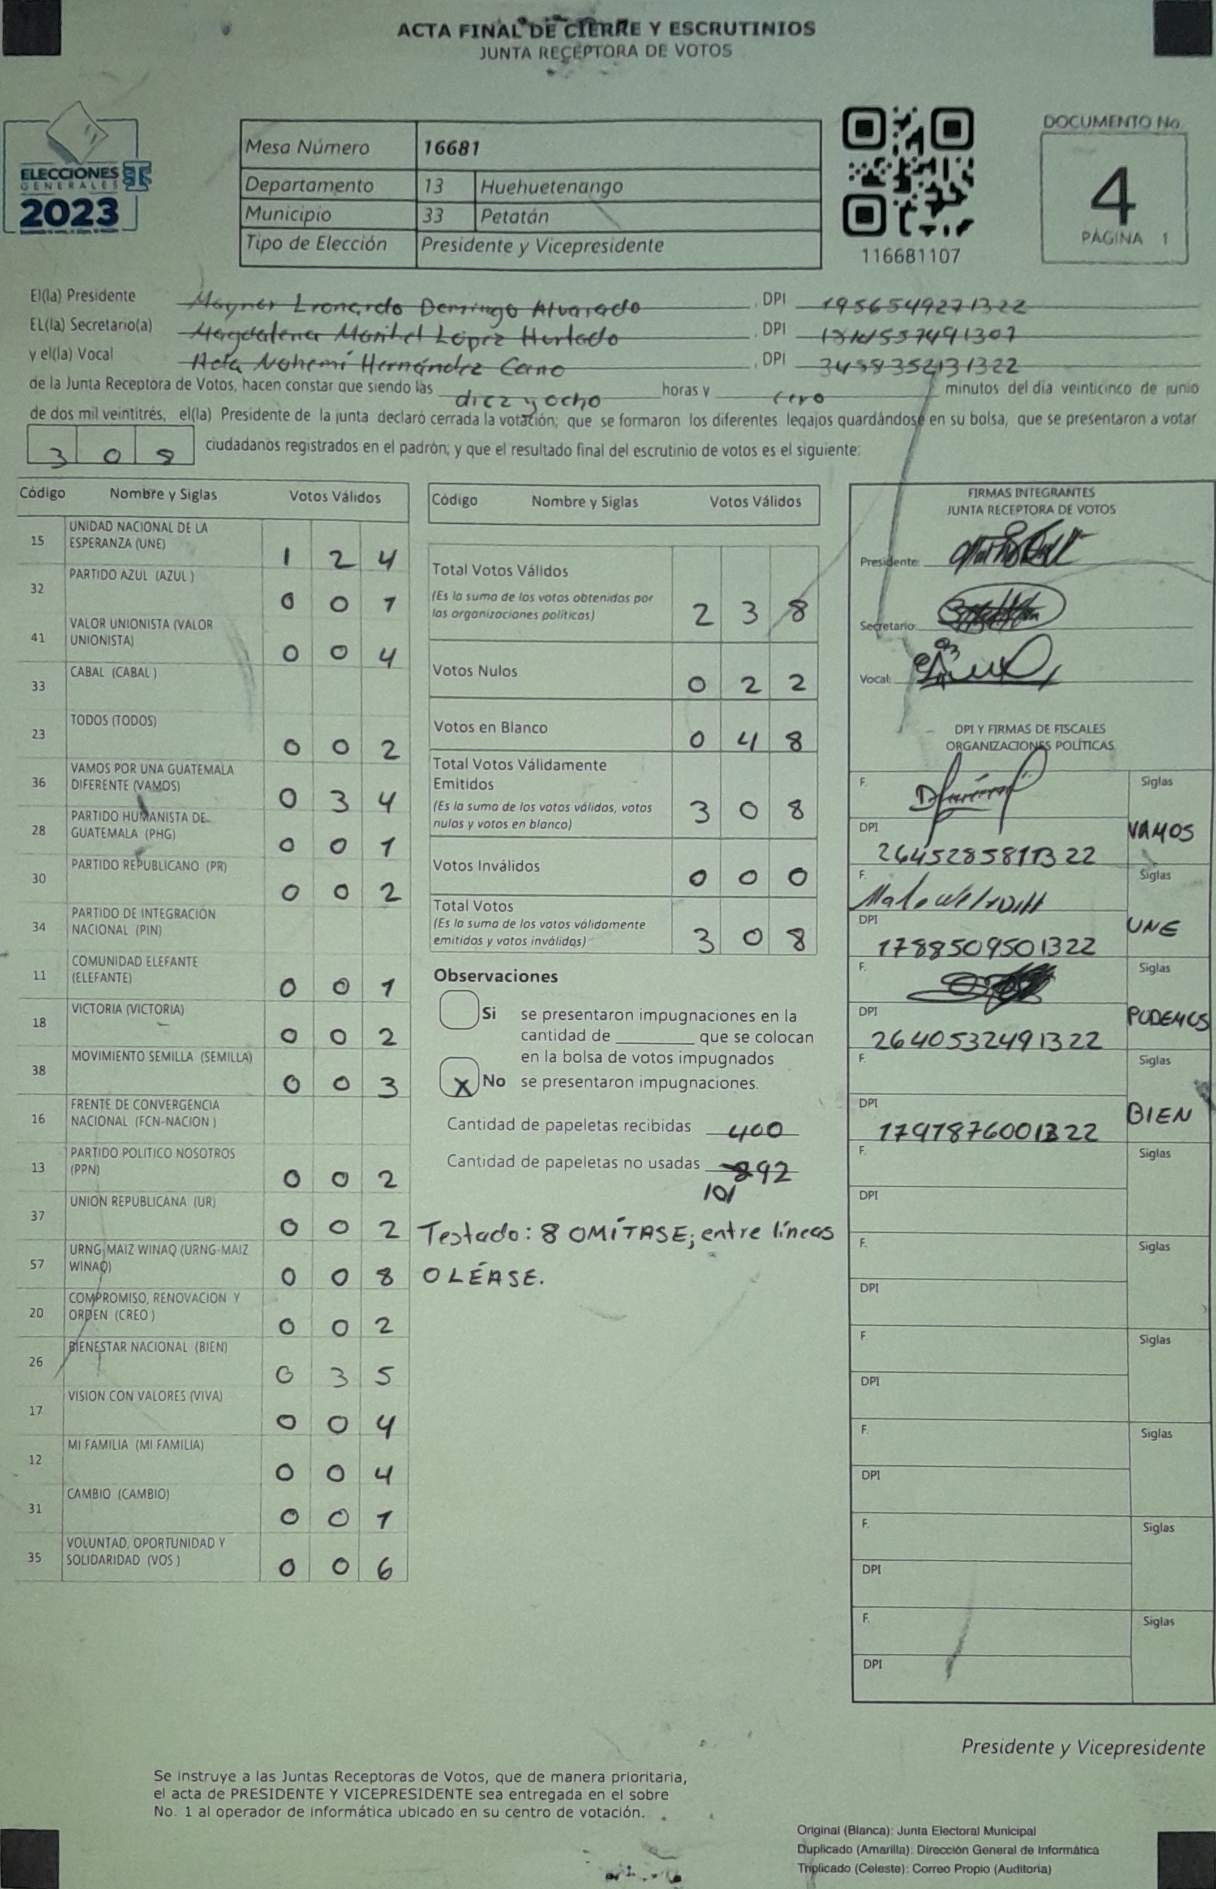 ACTA FINAL DE CIERRE Y ESCRUTINIOS
JUNTA RECEPTORA DE VOTOS
ELECCIONES
GENERALES
2023
Mesa Número 16681
Departamento 13 Huehuetenango
Municipio 33 Petatán
Tipo de Elección Presidente y Vicepresidente
116681107
DOCUMENTO No.
4
PÁGINA 1
El(la) Presidente Mayner Leonardo Domingo Alvarado , DPI 1956549271322
EL(la) Secretario(a) Magdalena Maribel López Hurtado , DPI
y el(la) Vocal Nohemí Hernández Cano , DPI 3458352131322
de la Junta Receptora de Votos, hacen constar que siendo las diez y ocho horas y cero minutos del día veinticinco de junio
de dos mil veintitrés, el(la) Presidente de la junta declaró cerrada la votación; que se formaron los diferentes legajos quardándose en su bolsa, que se presentaron a votar
3 0 8 ciudadanos registrados en el padrón; y que el resultado final del escrutinio de votos es el siguiente:
Código Nombre y Siglas Votos Válidos
15 UNIDAD NACIONAL DE LA
ESPERANZA (UNE) 1 2 4
32 PARTIDO AZUL (AZUL ) 0 0 1
41 VALOR UNIONISTA (VALOR
UNIONISTA) 0 0 4
33 CABAL (CABAL )
23 TODOS (TODOS) 0 0 2
36 VAMOS POR UNA GUATEMALA
DIFERENTE (VAMOS) 0 3 4
28 PARTIDO HUMANISTA DE
GUATEMALA (PHG) 0 0 1
30 PARTIDO REPUBLICANO (PR) 0 0 2
34 PARTIDO DE INTEGRACIÓN
NACIONAL (PIN)
11 COMUNIDAD ELEFANTE
(ELEFANTE) 0 0 1
18 VICTORIA (VICTORIA) 0 0 2
38 MOVIMIENTO SEMILLA (SEMILLA) 0 0 3
16 FRENTE DE CONVERGENCIA
NACIONAL (FCN-NACION )
13 PARTIDO POLITICO NOSOTROS
(PPN) 0 0 2
37 UNION REPUBLICANA (UR) 0 0 2
57 URNG MAIZ WINAQ (URNG-MAIZ
WINAQ) 0 0 8
20 COMPROMISO, RENOVACION Y
ORDEN (CREO ) 0 0 2
26 BIENESTAR NACIONAL (BIEN) 0 3 5
17 VISION CON VALORES (VIVA) 0 0 4
12 MI FAMILIA (MI FAMILIA) 0 0 4
31 CAMBIO (CAMBIO) 0 0 1
35 VOLUNTAD, OPORTUNIDAD Y
SOLIDARIDAD (VOS ) 0 0 6
Código Nombre y Siglas Votos Válidos
Total Votos Válidos
(Es la suma de los votos obtenidos por
las organizaciones políticas) 2 3 8
Votos Nulos 0 2 2
Votos en Blanco 0 4 8
Total Votos Válidamente
Emitidos
(Es la suma de los votos válidos, votos
nulos y votos en blanco) 3 0 8
Votos Inválidos 0 0 0
Total Votos
(Es la suma de los votos válidamente
emitidos y votos inválidos) 3 0 8
Observaciones
Si se presentaron impugnaciones en la
cantidad de ________ que se colocan
en la bolsa de votos impugnados
X No se presentaron impugnaciones.
Cantidad de papeletas recibidas 400
Cantidad de papeletas no usadas 892
101
Testado: 8 OMÍTASE; entre líneas
0 LÉASE.
FIRMAS INTEGRANTES
JUNTA RECEPTORA DE VOTOS
Presidente:
Secretario:
Vocal:
DPI Y FIRMAS DE FISCALES
ORGANIZACIONES POLÍTICAS
F. Siglas
DPI VAMOS
2645285811322
F. Siglas
DPI UNE
1788509501322
F. Siglas
DPI PODEMOS
2640532491322
F. Siglas
DPI BIEN
1797876001322
F. Siglas
DPI
F. Siglas
DPI
F. Siglas
DPI
F. Siglas
DPI
F. Siglas
DPI
F. Siglas
DPI
Presidente y Vicepresidente
Se instruye a las Juntas Receptoras de Votos, que de manera prioritaria,
el acta de PRESIDENTE Y VICEPRESIDENTE sea entregada en el sobre
No. 1 al operador de informática ubicado en su centro de votación.
Original (Blanca): Junta Electoral Municipal
Duplicado (Amarilla): Dirección General de Informática
Triplicado (Celeste): Correo Propio (Auditoria)